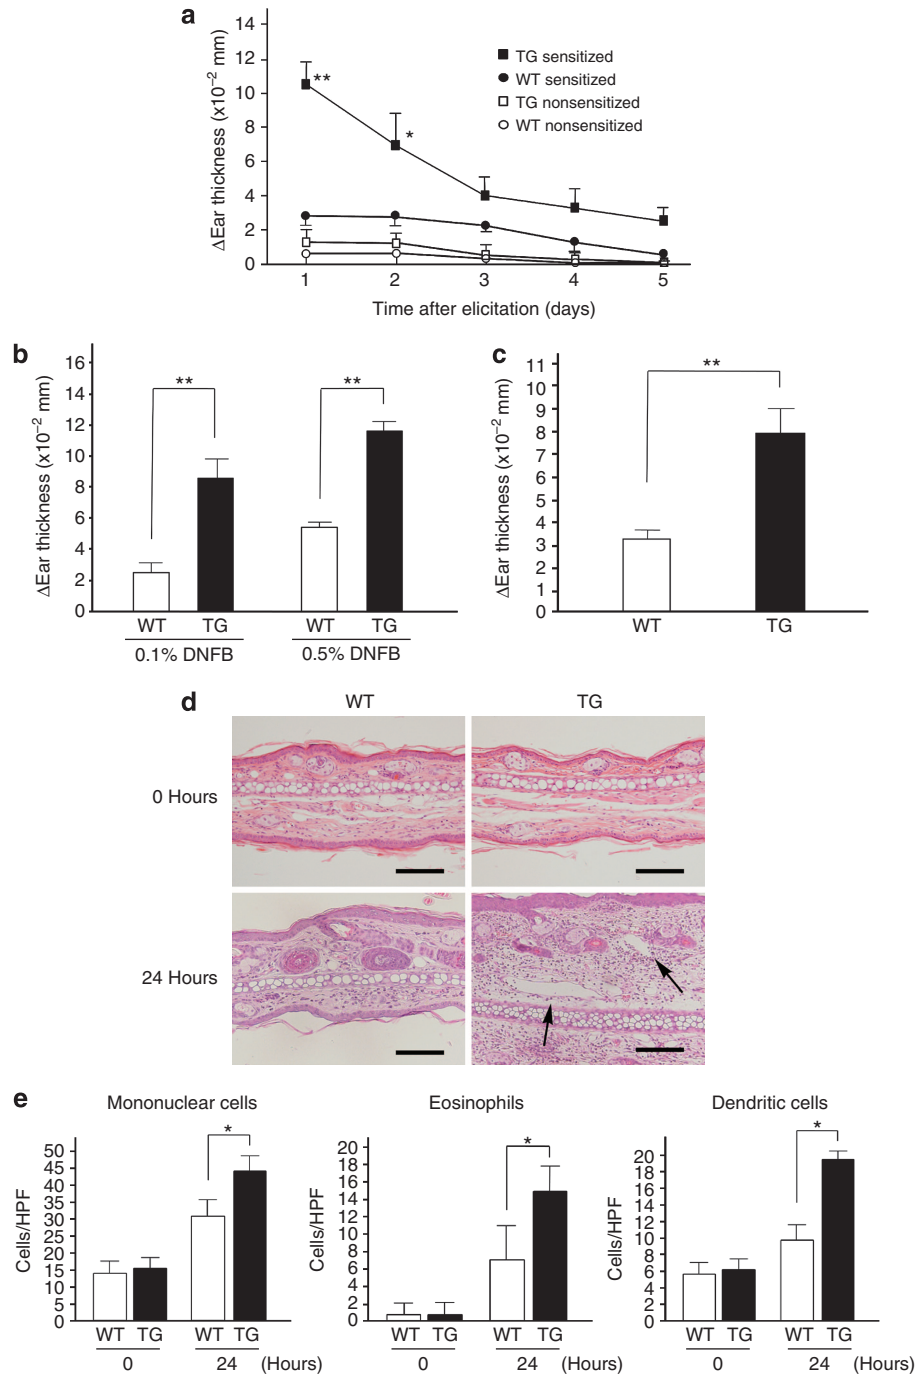 a
ΔEar thickness (x10⁻² mm)
14
12
10
8
6
4
2
0
**
*
TG sensitized
WT sensitized
TG nonsensitized
WT nonsensitized
1 2 3 4 5
Time after elicitation (days)
b
ΔEar thickness (x10⁻² mm)
16
14
12
10
8
6
4
2
0
** **
WT TG WT TG
0.1% DNFB 0.5% DNFB
c
ΔEar thickness (x10⁻² mm)
11
10
9
8
7
6
5
4
3
2
1
0
**
WT TG
d
WT TG
0 Hours
24 Hours
e
Mononuclear cells
Cells/HPF
50
45
40
35
30
25
20
15
10
5
0
*
WT TG WT TG
0 24 (Hours)
Eosinophils
Cells/HPF
20
18
16
14
12
10
8
6
4
2
0
*
WT TG WT TG
0 24 (Hours)
Dendritic cells
Cells/HPF
20
18
16
14
12
10
8
6
4
2
0
*
WT TG WT TG
0 24 (Hours)